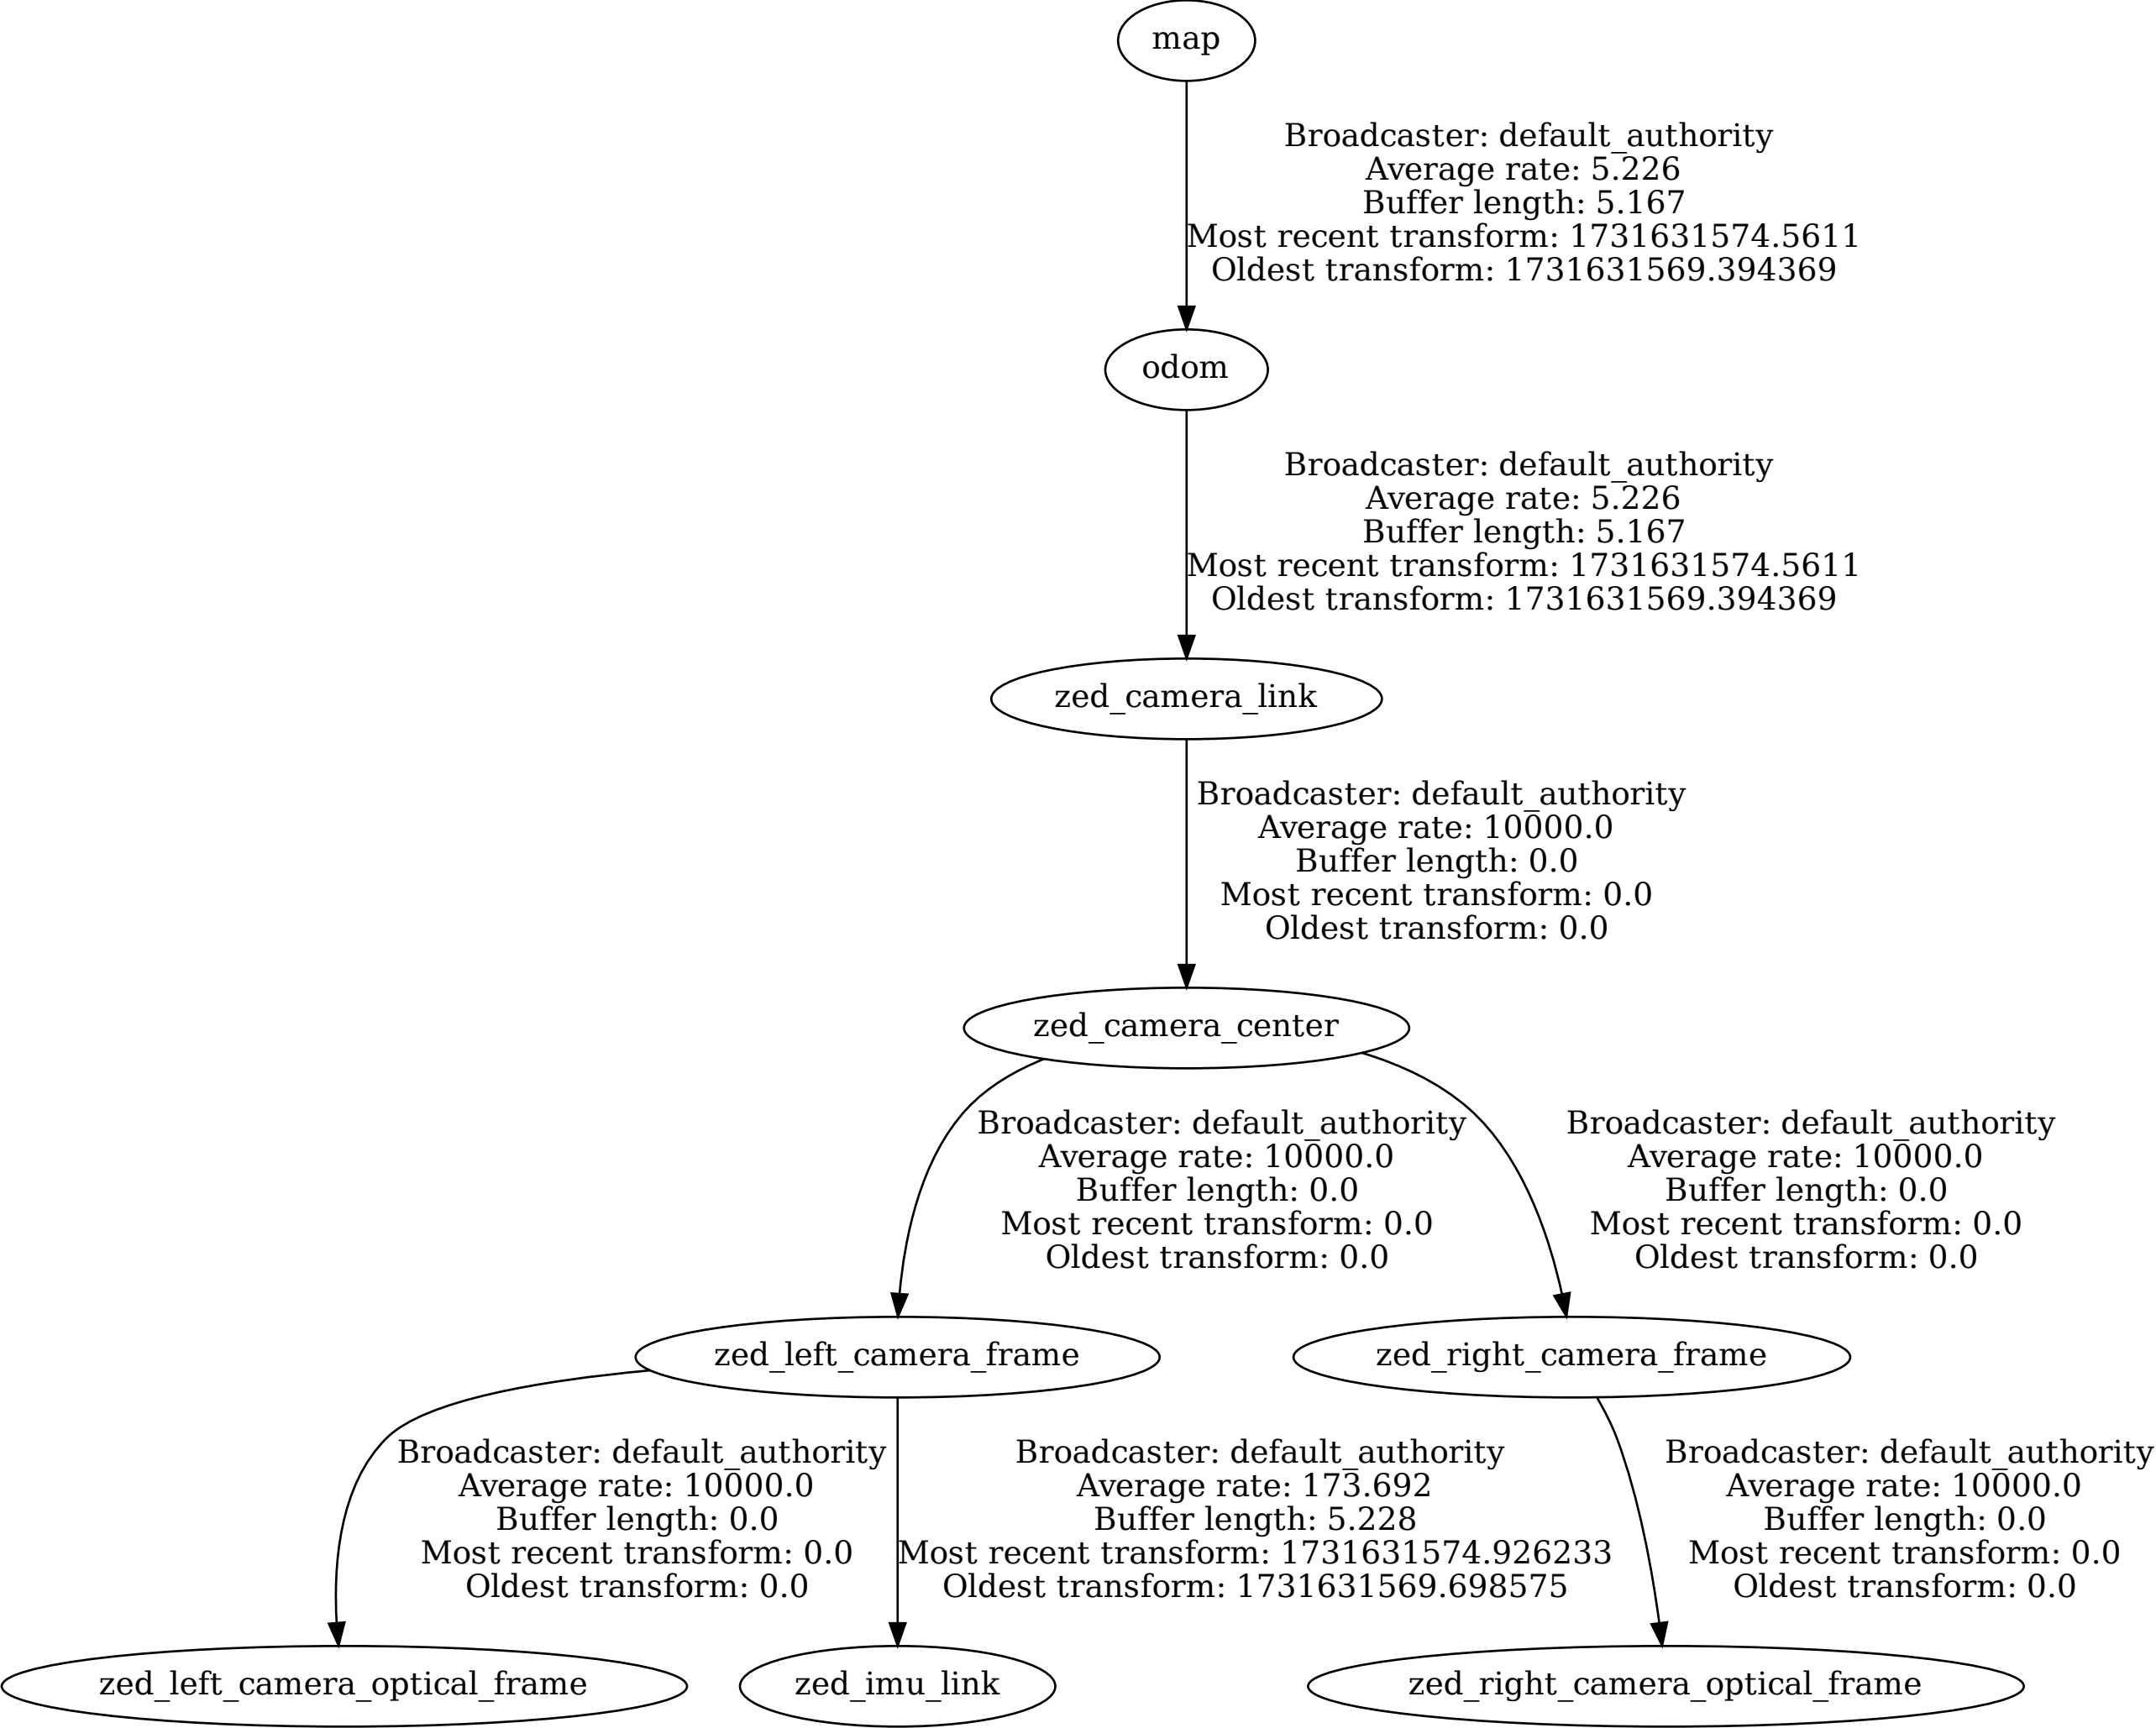 map
Broadcaster: default_authority
Average rate: 5.226
Buffer length: 5.167
Most recent transform: 1731631574.5611
Oldest transform: 1731631569.394369
odom
Broadcaster: default_authority
Average rate: 5.226
Buffer length: 5.167
Most recent transform: 1731631574.5611
Oldest transform: 1731631569.394369
zed_camera_link
Broadcaster: default_authority
Average rate: 10000.0
Buffer length: 0.0
Most recent transform: 0.0
Oldest transform: 0.0
zed_camera_center
Broadcaster: default_authority
Average rate: 10000.0
Buffer length: 0.0
Most recent transform: 0.0
Oldest transform: 0.0
Broadcaster: default_authority
Average rate: 10000.0
Buffer length: 0.0
Most recent transform: 0.0
Oldest transform: 0.0
zed_left_camera_frame
zed_right_camera_frame
Broadcaster: default_authority
Average rate: 10000.0
Buffer length: 0.0
Most recent transform: 0.0
Oldest transform: 0.0
Broadcaster: default_authority
Average rate: 173.692
Buffer length: 5.228
Most recent transform: 1731631574.926233
Oldest transform: 1731631569.698575
Broadcaster: default_authority
Average rate: 10000.0
Buffer length: 0.0
Most recent transform: 0.0
Oldest transform: 0.0
zed_left_camera_optical_frame
zed_imu_link
zed_right_camera_optical_frame